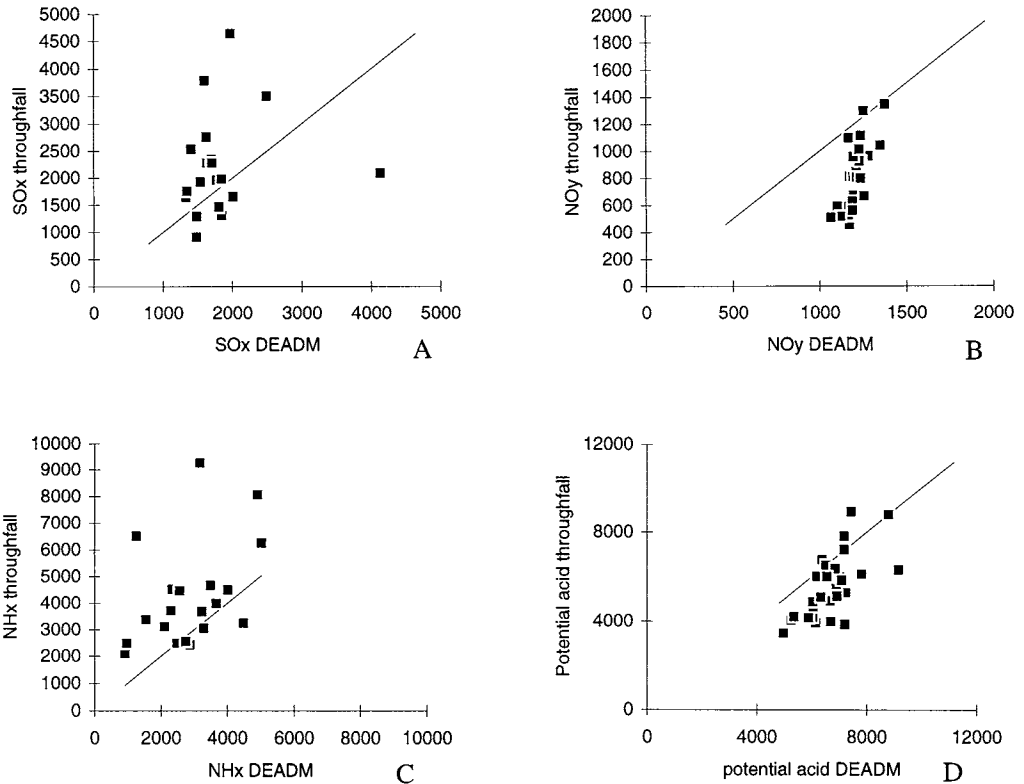 5000
4500
4000
3500
3000
2500
2000
1500
1000
500
0
SOx throughfall
0 1000 2000 3000 4000 5000
SOx DEADM
A
2000
1800
1600
1400
1200
1000
800
600
400
200
0
NOy throughfall
0 500 1000 1500 2000
NOy DEADM
B
10000
9000
8000
7000
6000
5000
4000
3000
2000
1000
0
NHx throughfall
0 2000 4000 6000 8000 10000
NHx DEADM
C
12000
8000
4000
0
Potential acid throughfall
0 4000 8000 12000
potential acid DEADM
D